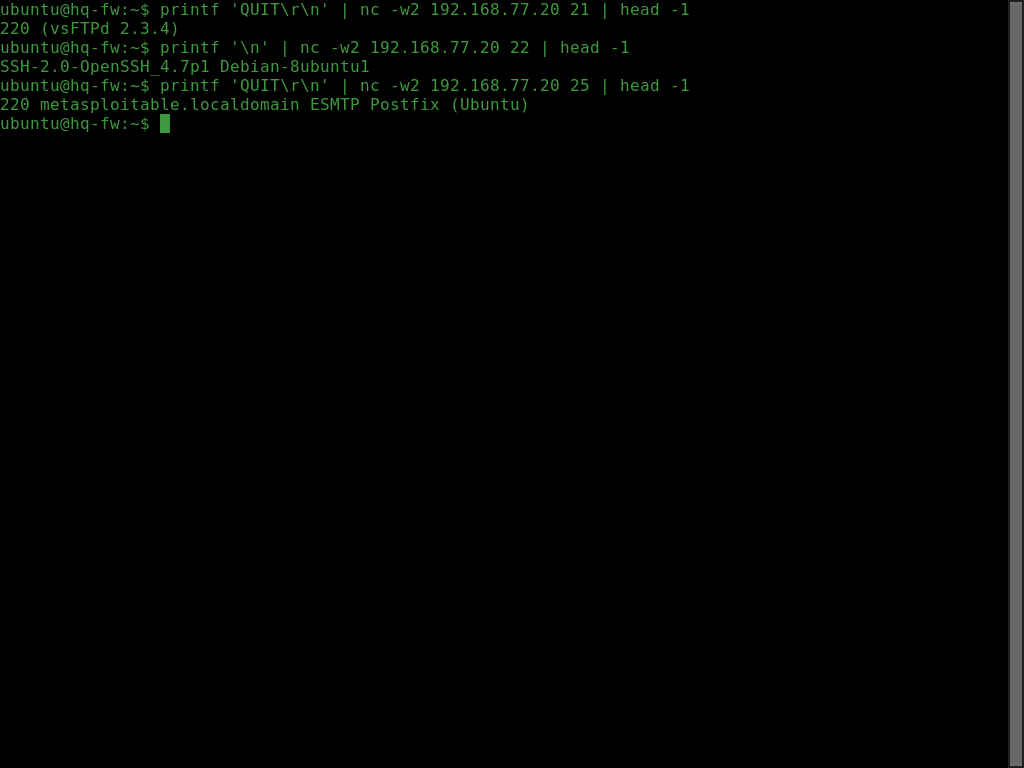 ubuntu@hq-fw:~$ printf 'QUIT\r\n' | nc -w2 192.168.77.20 21 | head -1
220 (vsFTPd 2.3.4)
ubuntu@hq-fw:~$ printf '\n' | nc -w2 192.168.77.20 22 | head -1
SSH-2.0-OpenSSH_4.7p1 Debian-8ubuntu1
ubuntu@hq-fw:~$ printf 'QUIT\r\n' | nc -w2 192.168.77.20 25 | head -1
220 metasploitable.localdomain ESMTP Postfix (Ubuntu)
ubuntu@hq-fw:~$